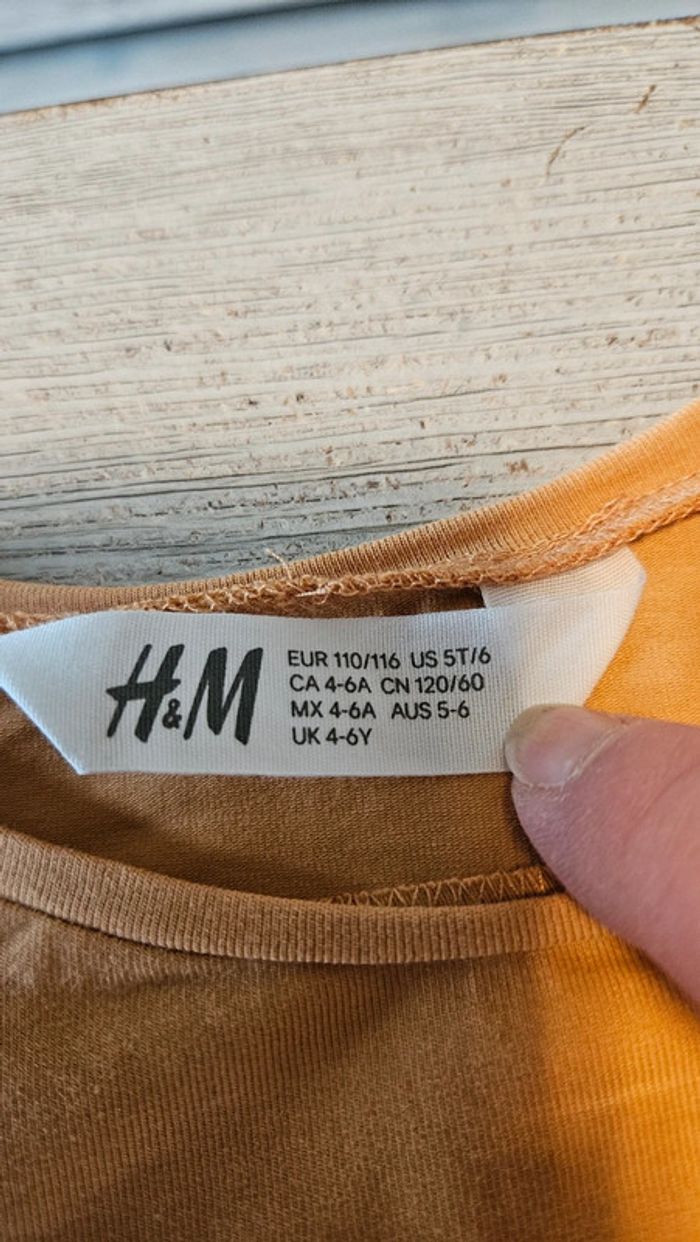 H&M
EUR 110/116 US 5T/6
CA 4-6A CN 120/60
MX 4-6A AUS 5-6
UK 4-6Y